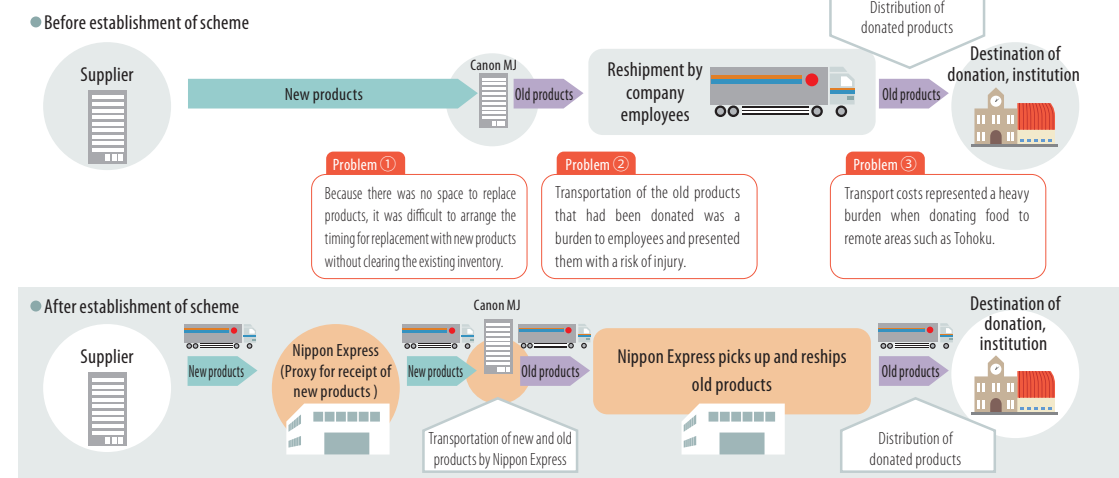 Distribution of
donated products
●Before establishment of scheme
Supplier
New products
Canon MJ
Old products
Reshipment by
company
employees
Old products
Destination of
donation, institution
Problem ①
Because there was no space to replace
products, it was difficult to arrange the
timing for replacement with new products
without clearing the existing inventory.
Problem ②
Transportation of the old products
that had been donated was a
burden to employees and presented
them with a risk of injury.
Problem ③
Transport costs represented a heavy
burden when donating food to
remote areas such as Tohoku.
●After establishment of scheme
Supplier
New products
Nippon Express
(Proxy for receipt of
new products )
New products
Canon MJ
Old products
Transportation of new and old
products by Nippon Express
Nippon Express picks up and reships
old products
Old products
Distribution of
donated products
Destination of
donation,
institution